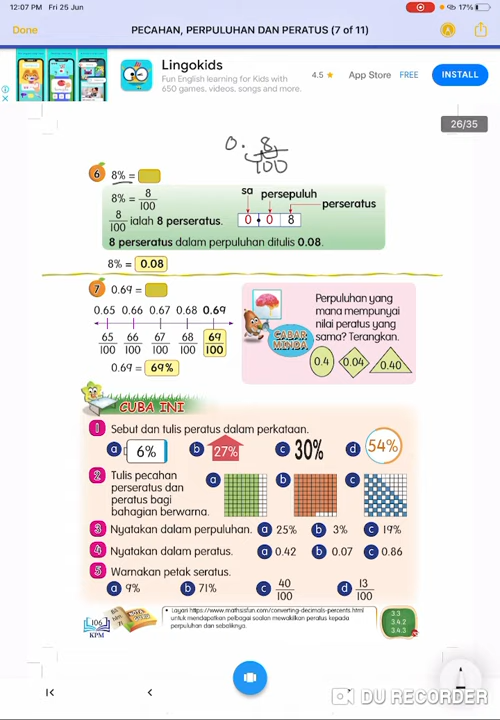 12:07 PM Fri 25 Jun
17%
Done
PECAHAN, PERPULUHAN DAN PERATUS (7 of 11)
Lingokids
Fun English learning for Kids with
650 games, videos, songs and more.
4.5 ★ App Store FREE
INSTALL
26/35
0. 8
100
6 8% =
8% = 8/100
8/100 ialah 8 perseratus.
sa persepuluh
perseratus
0 • 0 8
8 perseratus dalam perpuluhan ditulis 0.08.
8% = 0.08
7 0.69 =
0.65 0.66 0.67 0.68 0.69
65/100 66/100 67/100 68/100 69/100
0.69 = 69%
CABAR MINDA
Perpuluhan yang
mana mempunyai
nilai peratus yang
sama? Terangkan.
0.4 0.04 0.40
CUBA INI
1 Sebut dan tulis peratus dalam perkataan.
a 6% b 27% c 30% d 54%
2 Tulis pecahan
perseratus dan
peratus bagi
bahagian berwarna.
a b c
3 Nyatakan dalam perpuluhan. a 25% b 3% c 19%
4 Nyatakan dalam peratus. a 0.42 b 0.07 c 0.86
5 Warnakan petak seratus.
a 9% b 71% c 40/100 d 13/100
106
KPM
• Layari https://www.mathsisfun.com/converting-decimals-percents.html
untuk mendapatkan pelbagai soalan mewakilkan peratus kepada
perpuluhan dan sebaliknya.
3.3
3.4.2
3.4.3
DU RECORDER